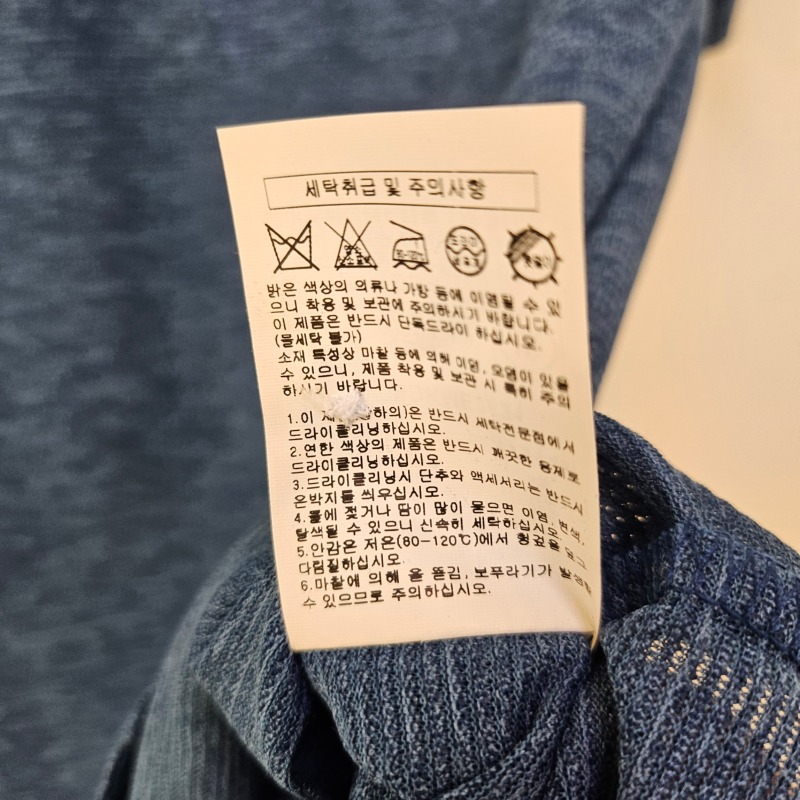 세탁취급 및 주의사항
염소
80-120℃
드라이
밝은 색상의 의류나 가방 등에 이염될 수 있
으니 착용 및 보관에 주의하시기 바랍니다.
이 제품은 반드시 단독드라이 하십시오.
(물세탁 불가)
소재 특성상 마찰 등에 의해 이염, 오염이 있을
수 있으니, 제품 착용 및 보관 시 특히 주의
하시기 바랍니다.
1.이 하의)은 반드시 세탁전문점에서
드라이클리닝하십시오.
2.연한 색상의 제품은 반드시 깨끗한 용제로
드라이클리닝하십시오.
3.드라이클리닝시 단추와 악세서리는 반드시
은박지를 씌우십시오.
4.물에 젖거나 땀이 많이 묻으면 이염, 변색,
탈색될 수 있으니 신속히 세탁하십시오.
5.안감은 저온(80-120℃)에서 헝겊을 덮고
다림질하십시오.
6.마찰에 의해 올 뜯김, 보푸라기가 발생할
수 있으므로 주의하십시오.